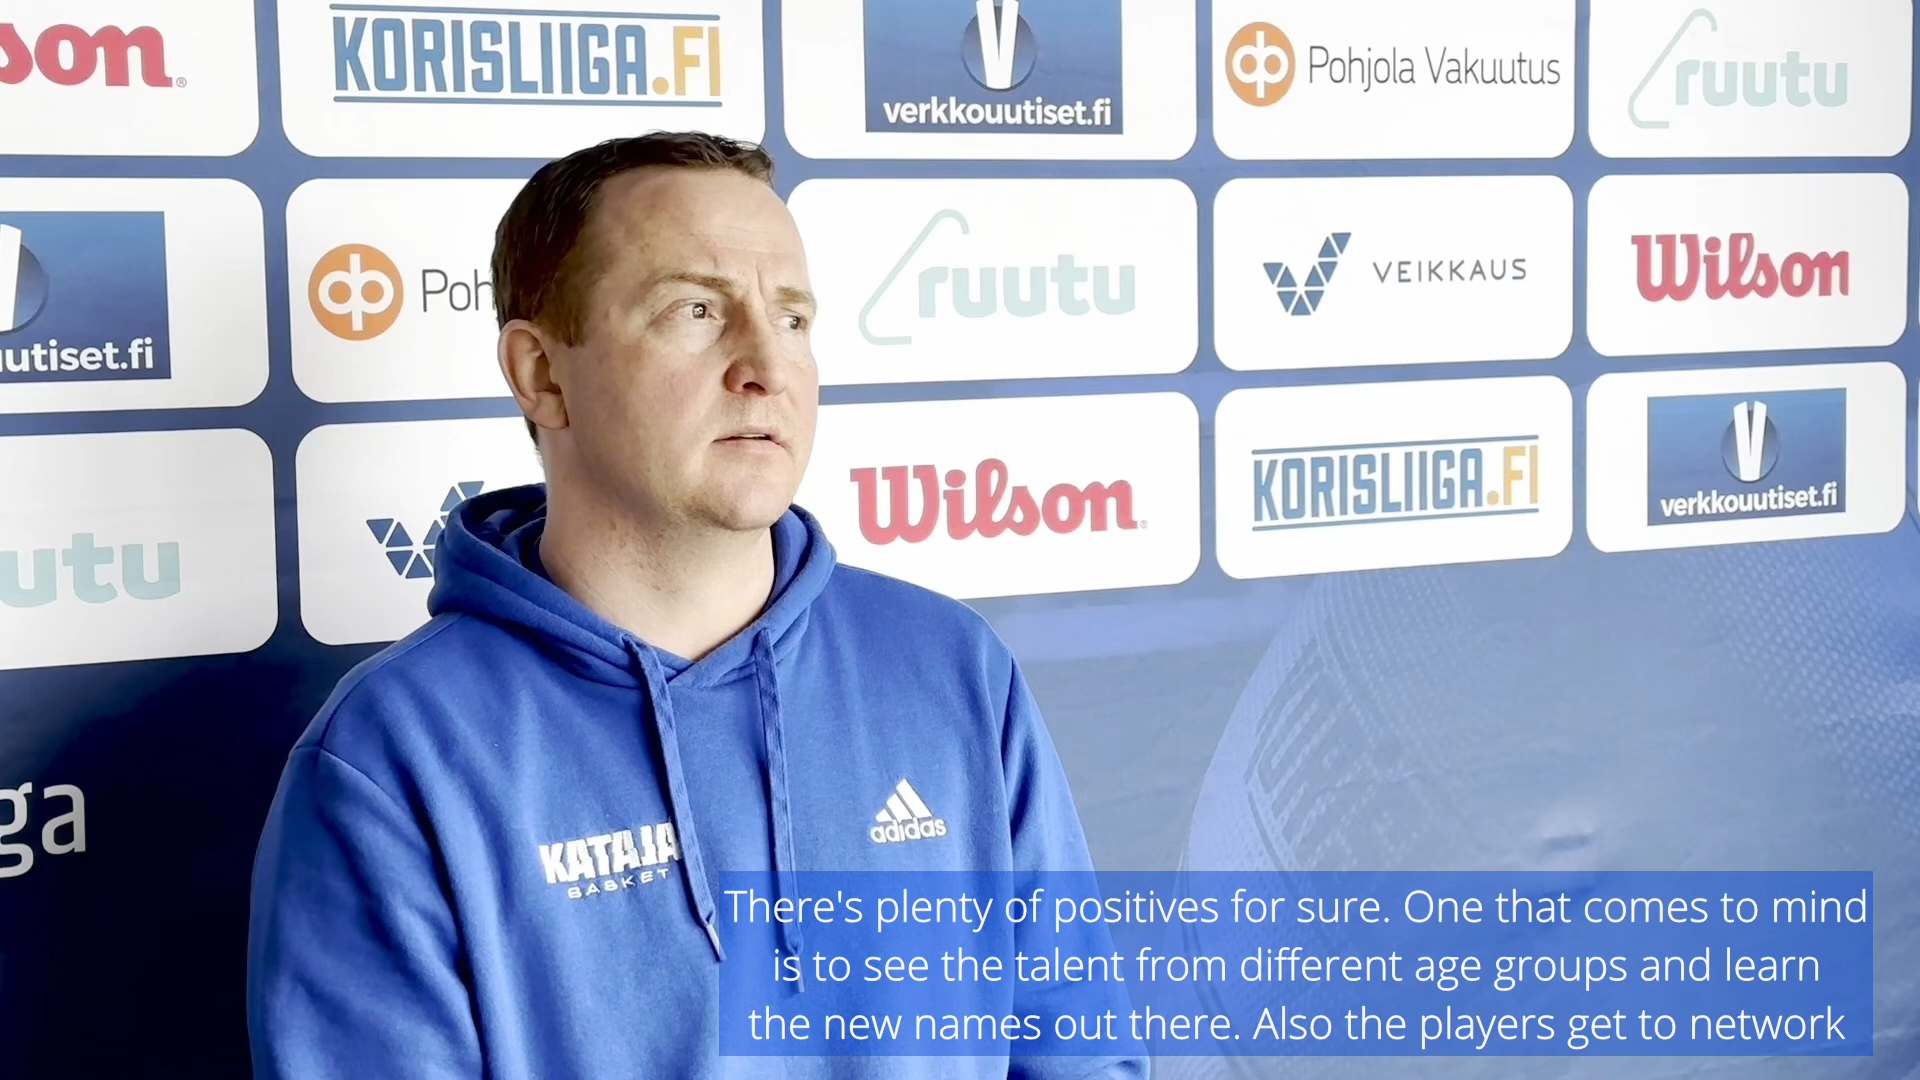 son
KORISLIIGA.FI
verkkouutiset.fi
Pohjola Vakuutus
ruutu
utiset.fi
Poh
ruutu
VEIKKAUS
Wilson
utu
Wilson
KORISLIIGA.FI
verkkouutiset.fi
ga
KATAJA
BASKET
adidas
There's plenty of positives for sure. One that comes to mind
is to see the talent from different age groups and learn
the new names out there. Also the players get to network